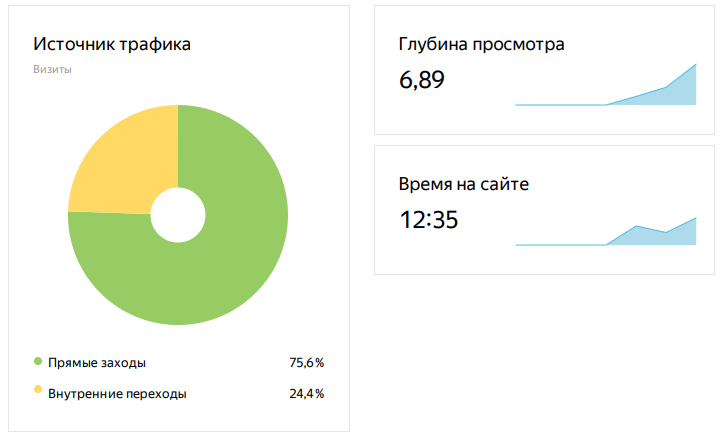 Источник трафика
Визиты
Прямые заходы 75,6%
Внутренние переходы 24,4%
Глубина просмотра
6,89
Время на сайте
12:35